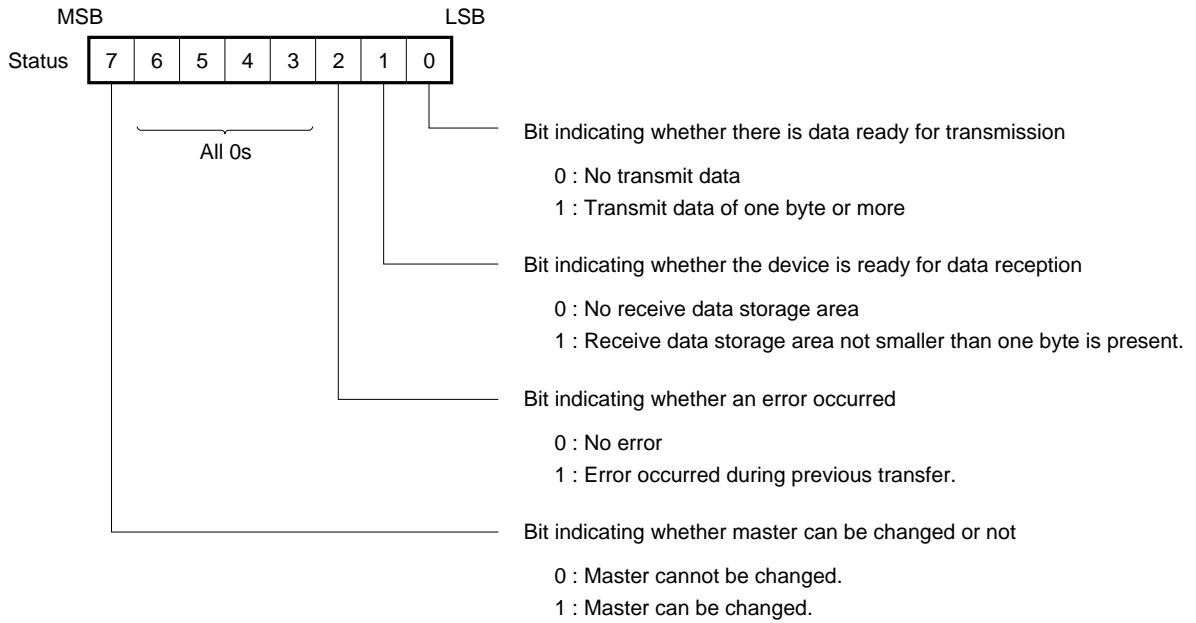 MSB LSB
Status 7 6 5 4 3 2 1 0
Bit indicating whether there is data ready for transmission
All 0s
0 : No transmit data
1 : Transmit data of one byte or more
Bit indicating whether the device is ready for data reception
0 : No receive data storage area
1 : Receive data storage area not smaller than one byte is present.
Bit indicating whether an error occurred
0 : No error
1 : Error occurred during previous transfer.
Bit indicating whether master can be changed or not
0 : Master cannot be changed.
1 : Master can be changed.